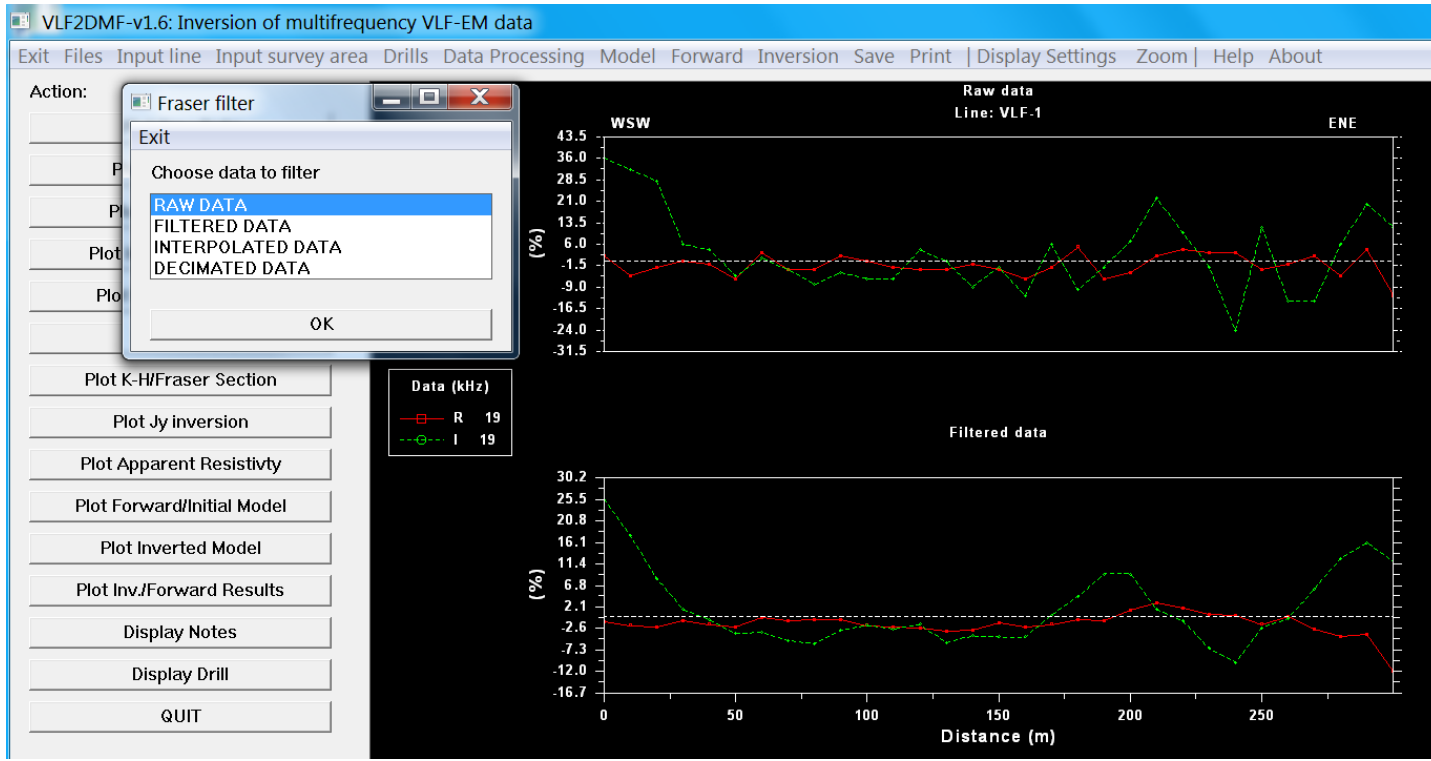 VLF2DMF-v1.6: Inversion of multifrequency VLF-EM data
Exit Files Input line Input survey area Drills Data Processing Model Forward Inversion Save Print | Display Settings Zoom | Help About
Action:
Fraser filter
Exit
Choose data to filter
RAW DATA
FILTERED DATA
INTERPOLATED DATA
DECIMATED DATA
OK
P
Pl
Plot
Plo
Plot K-H/Fraser Section
Plot Jy inversion
Plot Apparent Resistivty
Plot Forward/Initial Model
Plot Inverted Model
Plot Inv./Forward Results
Display Notes
Display Drill
QUIT
Raw data
Line: VLF-1
WSW ENE
43.5
36.0
28.5
21.0
13.5
6.0
-1.5
-9.0
-16.5
-24.0
-31.5
(%)
Data (kHz)
R 19
I 19
Filtered data
30.2
25.5
20.8
16.1
11.4
6.8
2.1
-2.6
-7.3
-12.0
-16.7
(%)
0 50 100 150 200 250
Distance (m)